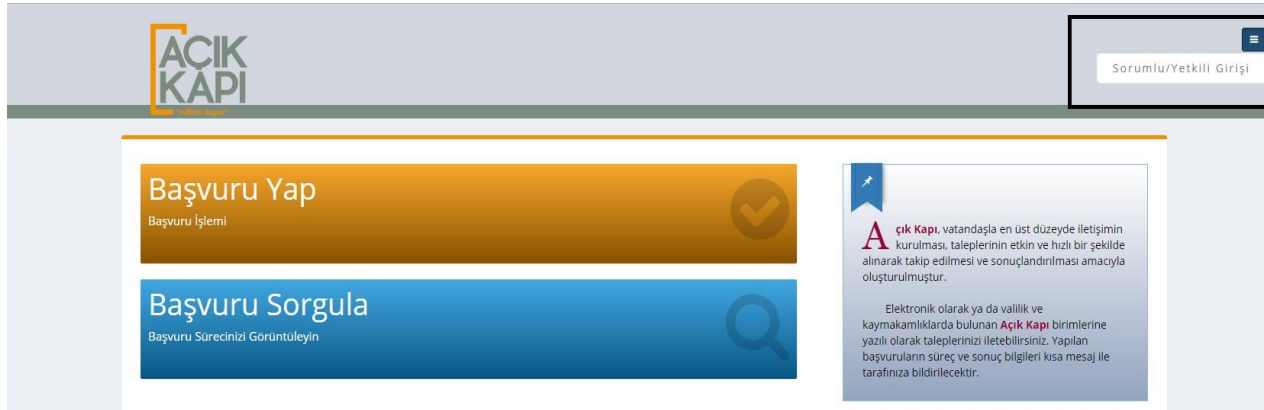 AÇIK
KAPI
Sorumlu/Yetkili Girişi
Başvuru Yap
Başvuru İşlemi
Başvuru Sorgula
Başvuru Sürecinizi Görüntüleyin
Açık Kapı, vatandaşla en üst düzeyde iletişimin
kurulması, taleplerinin etkin ve hızlı bir şekilde
alınarak takip edilmesi ve sonuçlandırılması amacıyla
oluşturulmuştur.
Elektronik olarak ya da valilik ve
kaymakamlıklarda bulunan Açık Kapı birimlerine
yazılı olarak taleplerinizi iletebilirsiniz. Yapılan
başvuruların süreç ve sonuç bilgileri kısa mesaj ile
tarafınıza bildirilecektir.